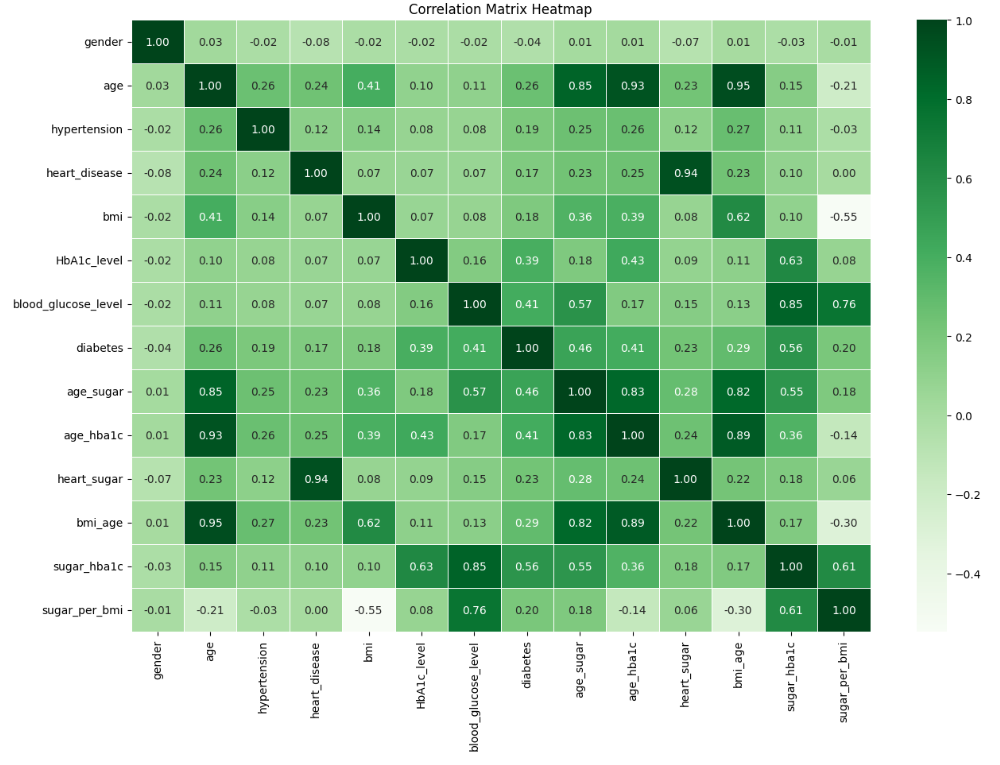 Correlation Matrix Heatmap
gender 1.00 0.03 -0.02 -0.08 -0.02 -0.02 -0.02 -0.04 0.01 0.01 -0.07 0.01 -0.03 -0.01
age 0.03 1.00 0.26 0.24 0.41 0.10 0.11 0.26 0.85 0.93 0.23 0.95 0.15 -0.21
hypertension -0.02 0.26 1.00 0.12 0.14 0.08 0.08 0.19 0.25 0.26 0.12 0.27 0.11 -0.03
heart_disease -0.08 0.24 0.12 1.00 0.07 0.07 0.07 0.17 0.23 0.25 0.94 0.23 0.10 0.00
bmi -0.02 0.41 0.14 0.07 1.00 0.07 0.08 0.18 0.36 0.39 0.08 0.62 0.10 -0.55
HbA1c_level -0.02 0.10 0.08 0.07 0.07 1.00 0.16 0.39 0.18 0.43 0.09 0.11 0.63 0.08
blood_glucose_level -0.02 0.11 0.08 0.07 0.08 0.16 1.00 0.41 0.57 0.17 0.15 0.13 0.85 0.76
diabetes -0.04 0.26 0.19 0.17 0.18 0.39 0.41 1.00 0.46 0.41 0.23 0.29 0.56 0.20
age_sugar 0.01 0.85 0.25 0.23 0.36 0.18 0.57 0.46 1.00 0.83 0.28 0.82 0.55 0.18
age_hba1c 0.01 0.93 0.26 0.25 0.39 0.43 0.17 0.41 0.83 1.00 0.24 0.89 0.36 -0.14
heart_sugar -0.07 0.23 0.12 0.94 0.08 0.09 0.15 0.23 0.28 0.24 1.00 0.22 0.18 0.06
bmi_age 0.01 0.95 0.27 0.23 0.62 0.11 0.13 0.29 0.82 0.89 0.22 1.00 0.17 -0.30
sugar_hba1c -0.03 0.15 0.11 0.10 0.10 0.63 0.85 0.56 0.55 0.36 0.18 0.17 1.00 0.61
sugar_per_bmi -0.01 -0.21 -0.03 0.00 -0.55 0.08 0.76 0.20 0.18 -0.14 0.06 -0.30 0.61 1.00
gender
age
hypertension
heart_disease
bmi
HbA1c_level
blood_glucose_level
diabetes
age_sugar
age_hba1c
heart_sugar
bmi_age
sugar_hba1c
sugar_per_bmi
1.0
0.8
0.6
0.4
0.2
0.0
−0.2
−0.4